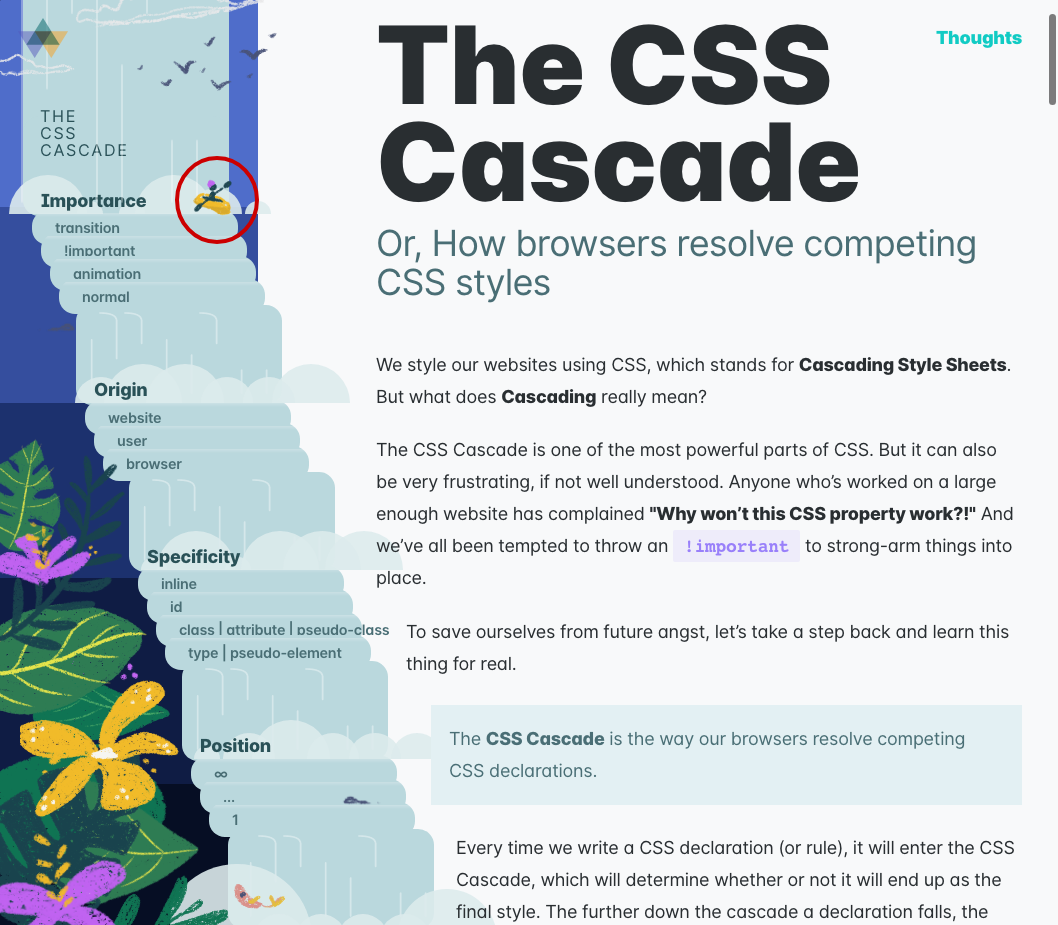 THE
CSS
CASCADE
Importance
transition
!important
animation
normal
Origin
website
user
browser
Specificity
inline
id
class | attribute | pseudo-class
type | pseudo-element
Position
∞
...
1
Thoughts
The CSS
Cascade
Or, How browsers resolve competing
CSS styles
We style our websites using CSS, which stands for Cascading Style Sheets.
But what does Cascading really mean?
The CSS Cascade is one of the most powerful parts of CSS. But it can also
be very frustrating, if not well understood. Anyone who’s worked on a large
enough website has complained "Why won’t this CSS property work?!" And
we’ve all been tempted to throw an !important to strong-arm things into
place.
To save ourselves from future angst, let’s take a step back and learn this
thing for real.
The CSS Cascade is the way our browsers resolve competing
CSS declarations.
Every time we write a CSS declaration (or rule), it will enter the CSS
Cascade, which will determine whether or not it will end up as the
final style. The further down the cascade a declaration falls, the